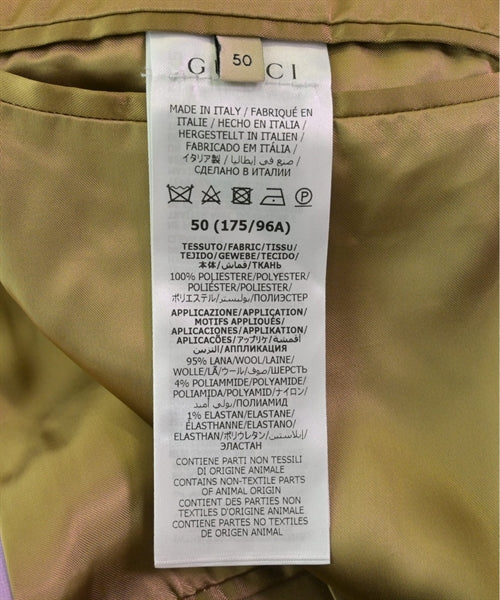 50
G CI
MADE IN ITALY / FABRIQUÉ EN
ITALIE / HECHO EN ITALIA /
HERGESTELLT IN ITALIEN /
FABRICADO EM ITÁLIA /
イタリア製 / صنع في إيطاليا /
СДЕЛАНО В ИТАЛИИ
P
50 (175/96A)
TESSUTO/FABRIC/TISSU/
TEJIDO/GEWEBE/TECIDO/
本体/قماش/ТКАНЬ
100% POLIESTERE/POLYESTER/
POLIÉSTER/POLIESTER/
ポリエステル/بوليستر/ПОЛИЭСТЕР
APPLICAZIONE/APPLICATION/
MOTIFS APPLIQUÉS/
APLICACIONES/APPLIKATION/
APLICAÇÕES/アップリケ/أقمشة
التزيين/АППЛИКАЦИЯ
95% LANA/WOOL/LAINE/
WOLLE/LÃ/ウール/صوف/ШЕРСТЬ
4% POLIAMMIDE/POLYAMIDE/
POLIAMIDA/POLYAMID/ナイロン/
بولي أميد/ПОЛИАМИД
1% ELASTAN/ELASTANE/
ÉLASTHANNE/ELASTANO/
ELASTHAN/ポリウレタン/إيلاستين/
ЭЛАСТАН
CONTIENE PARTI NON TESSILI
DI ORIGINE ANIMALE
CONTAINS NON-TEXTILE PARTS
OF ANIMAL ORIGIN
CONTIENT DES PARTIES NON
TEXTILES D'ORIGINE ANIMALE
CONTIENE PARTES NO TEXTILES
DE ORIGEN ANIMAL